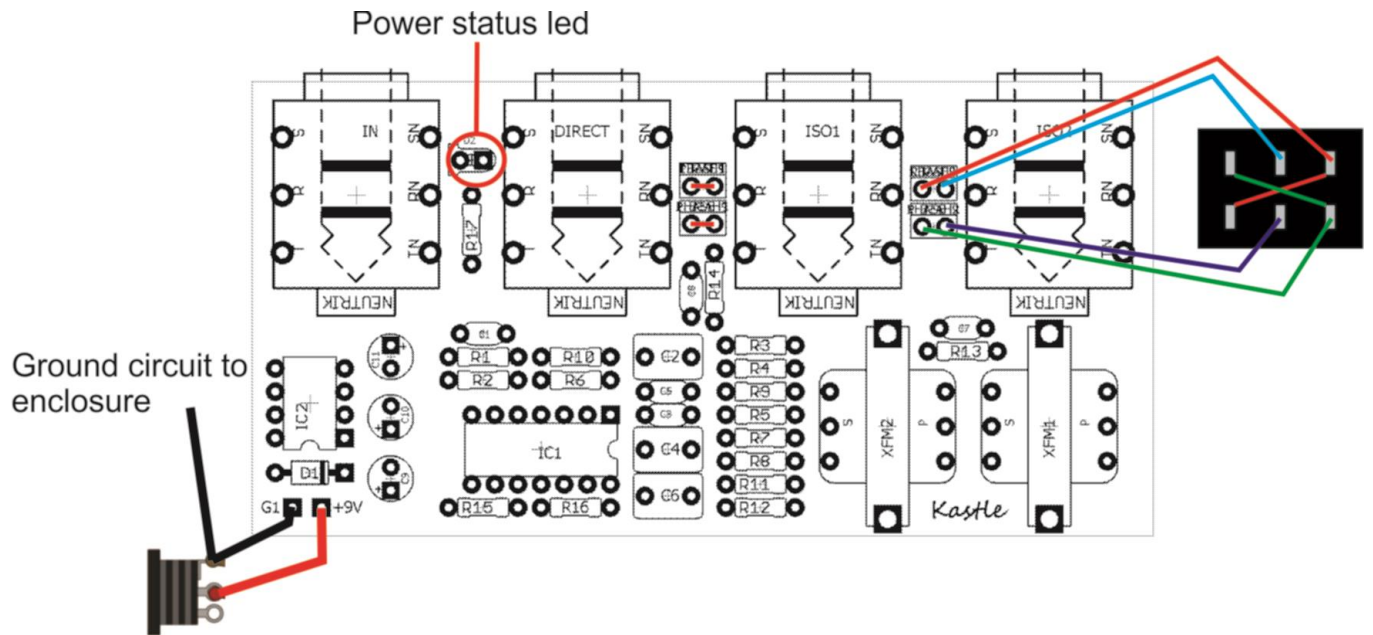 Power status led
IN
DIRECT
ISO1
ISO2
S
SN
S
SN
S
SN
S
SN
R
RN
R
RN
R
RN
R
RN
TN
TN
TN
TN
R17
R14
C8
NEUTRIK
NEUTRIK
NEUTRIK
NEUTRIK
Ground circuit to
enclosure
C11
C1
R1
R10
C2
R3
C7
R13
R2
R6
R4
C5
R9
IC2
C10
C3
R5
S
XFM2
P
S
XFM1
P
IC1
C4
R7
D1
C9
R8
C6
R11
G1
+9V
R15
R16
R12
Kastle